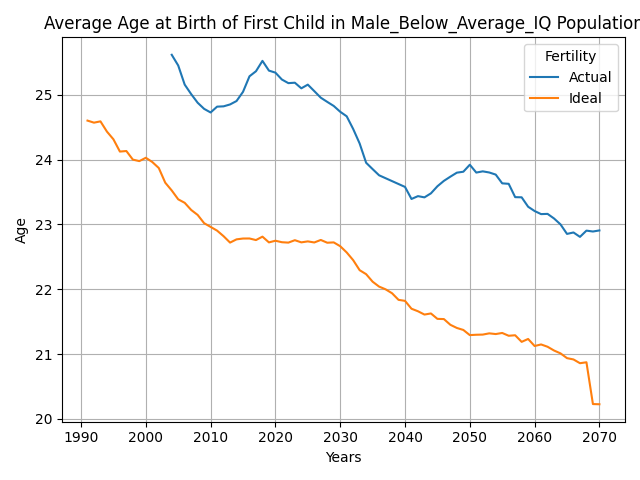 Average Age at Birth of First Child in Male_Below_Average_IQ Population
Fertility
Actual
Ideal
Age
25
24
23
22
21
20
1990 2000 2010 2020 2030 2040 2050 2060 2070
Years